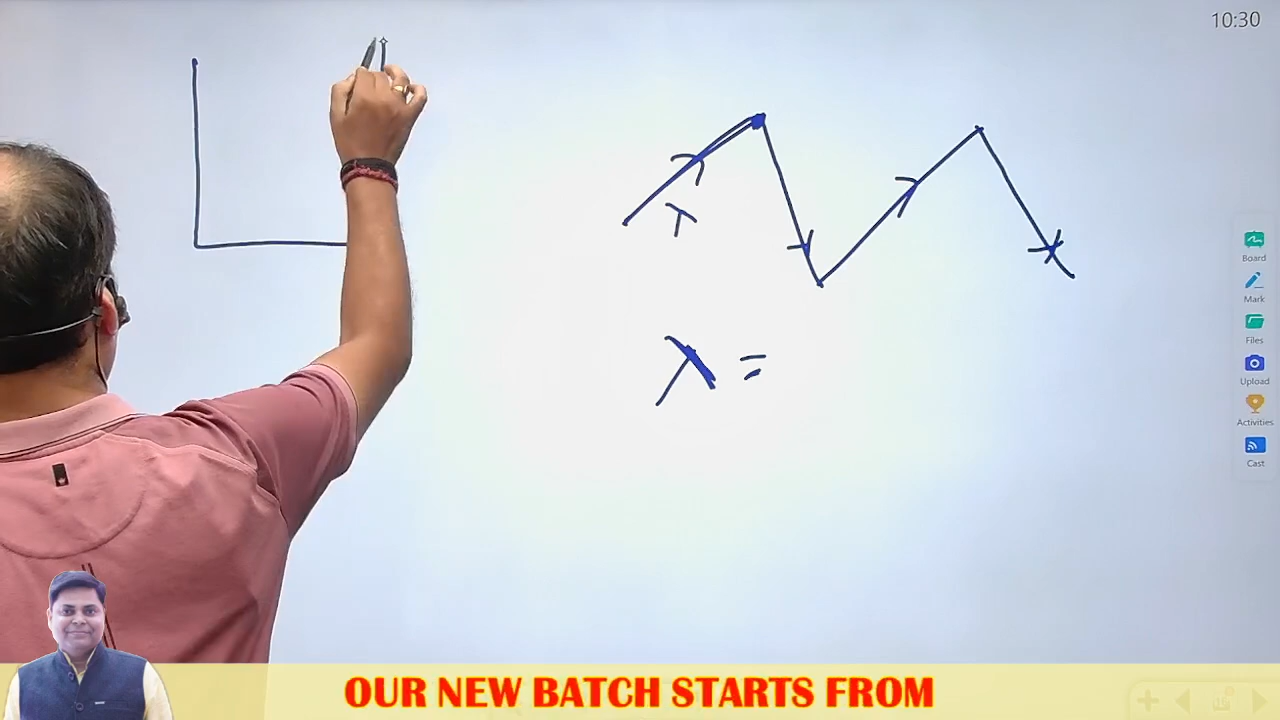 10:30
λ
λ =
Board
Mark
Files
Upload
Activities
Cast
OUR NEW BATCH STARTS FROM